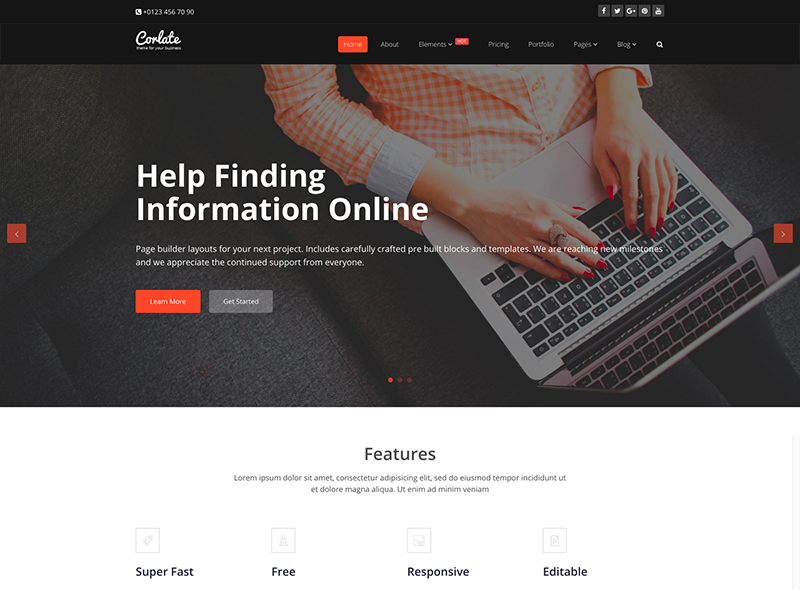 +0123 456 70 90
Corlate
theme for your business
Home About Elements HOT Pricing Portfolio Pages Blog
Help Finding
Information Online
Page builder layouts for your next project. Includes carefully crafted pre built blocks and templates. We are reaching new milestones
and we appreciate the continued support from everyone.
Learn More Get Started
Features
Lorem ipsum dolor sit amet, consectetur adipisicing elit, sed do eiusmod tempor incididunt ut
et dolore magna aliqua. Ut enim ad minim veniam
Super Fast Free Responsive Editable